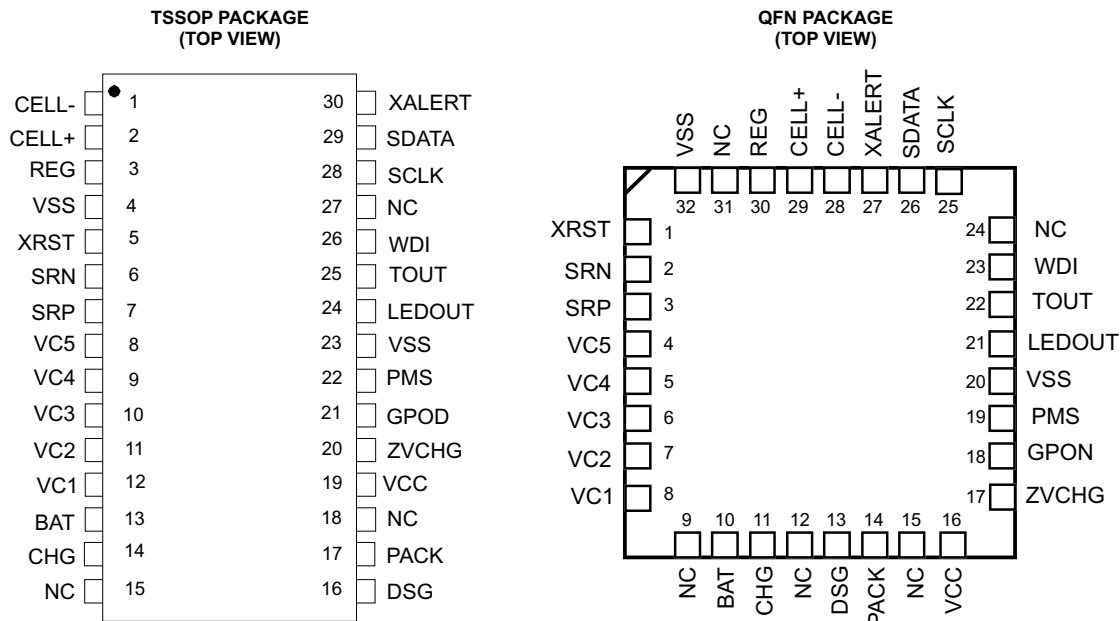 TSSOP PACKAGE
(TOP VIEW)
CELL- 1 30 XALERT
CELL+ 2 29 SDATA
REG 3 28 SCLK
VSS 4 27 NC
XRST 5 26 WDI
SRN 6 25 TOUT
SRP 7 24 LEDOUT
VC5 8 23 VSS
VC4 9 22 PMS
VC3 10 21 GPOD
VC2 11 20 ZVCHG
VC1 12 19 VCC
BAT 13 18 NC
CHG 14 17 PACK
NC 15 16 DSG
QFN PACKAGE
(TOP VIEW)
VSS NC REG CELL+ CELL- XALERT SDATA SCLK
32 31 30 29 28 27 26 25
XRST 1 24 NC
SRN 2 23 WDI
SRP 3 22 TOUT
VC5 4 21 LEDOUT
VC4 5 20 VSS
VC3 6 19 PMS
VC2 7 18 GPON
VC1 8 17 ZVCHG
9 10 11 12 13 14 15 16
NC BAT CHG NC DSG PACK NC VCC